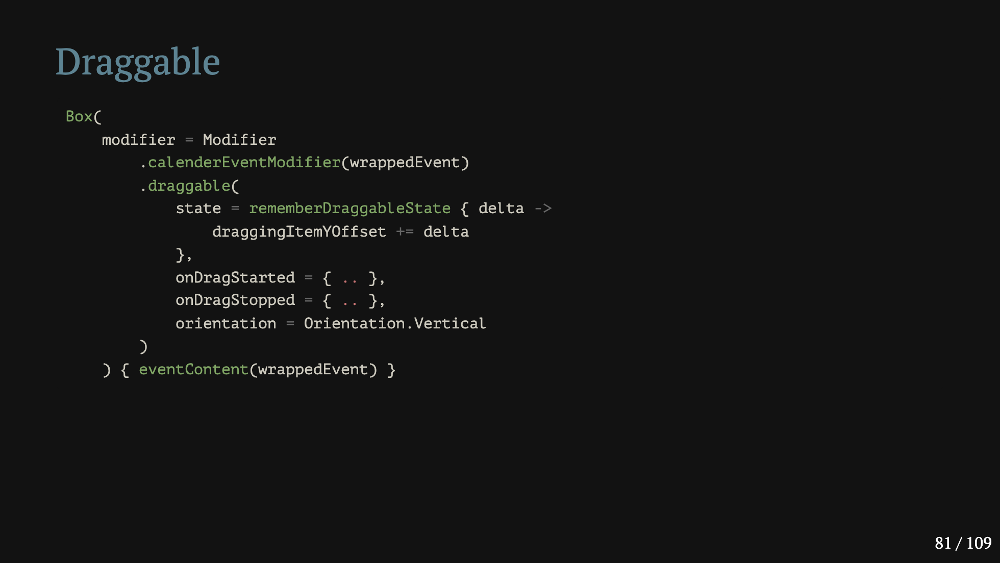 Draggable
Box(
    modifier = Modifier
        .calenderEventModifier(wrappedEvent)
        .draggable(
            state = rememberDraggableState { delta ->
                draggingItemYOffset += delta
            },
            onDragStarted = { .. },
            onDragStopped = { .. },
            orientation = Orientation.Vertical
        )
    ) { eventContent(wrappedEvent) }
81 / 109